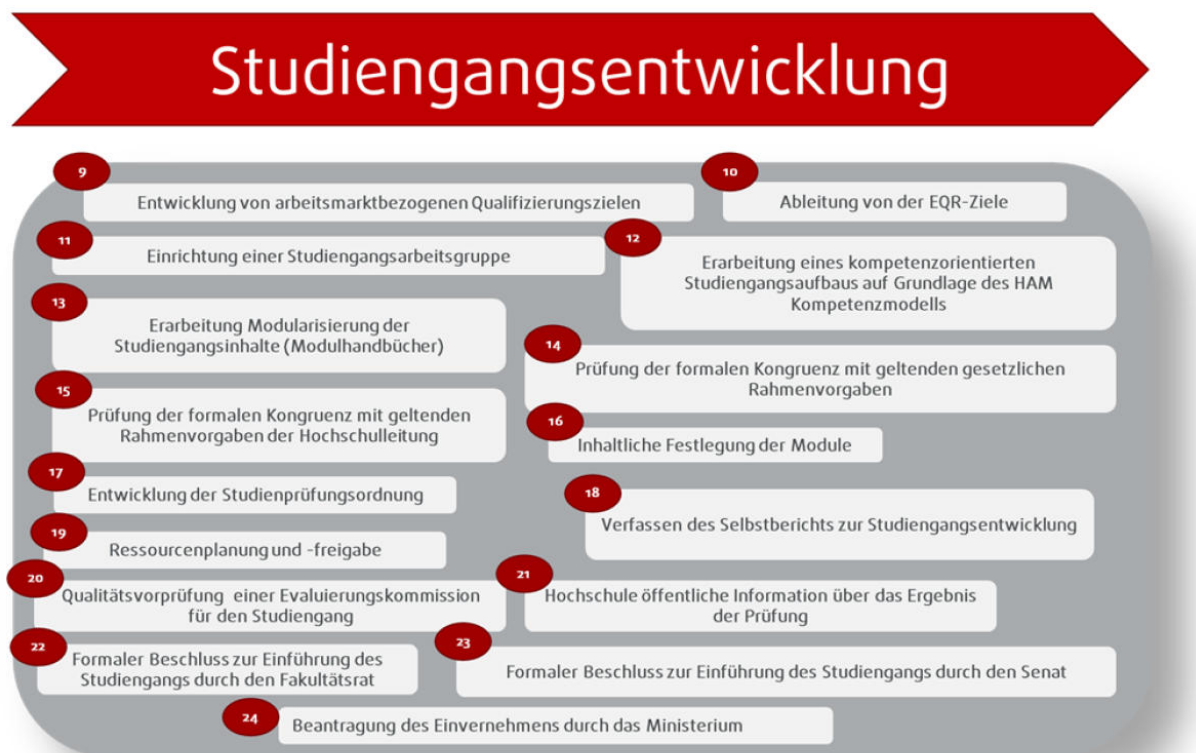 Studiengangsentwicklung
9
Entwicklung von arbeitsmarktbezogenen Qualifizierungszielen
10
Ableitung von der EQR-Ziele
11
Einrichtung einer Studiengangsarbeitsgruppe
12
Erarbeitung eines kompetenzorientierten
Studiengangsaufbaus auf Grundlage des HAM
Kompetenzmodells
13
Erarbeitung Modularisierung der
Studiengangsinhalte (Modulhandbücher)
14
Prüfung der formalen Kongruenz mit geltenden gesetzlichen
Rahmenvorgaben
15
Prüfung der formalen Kongruenz mit geltenden
Rahmenvorgaben der Hochschulleitung
16
Inhaltliche Festlegung der Module
17
Entwicklung der Studienprüfungsordnung
18
Verfassen des Selbstberichts zur Studiengangsentwicklung
19
Ressourcenplanung und -freigabe
20
Qualitätsvorprüfung einer Evaluierungskommission
für den Studiengang
21
Hochschule öffentliche Information über das Ergebnis
der Prüfung
22
Formaler Beschluss zur Einführung des
Studiengangs durch den Fakultätsrat
23
Formaler Beschluss zur Einführung des Studiengangs durch den Senat
24
Beantragung des Einvernehmens durch das Ministerium